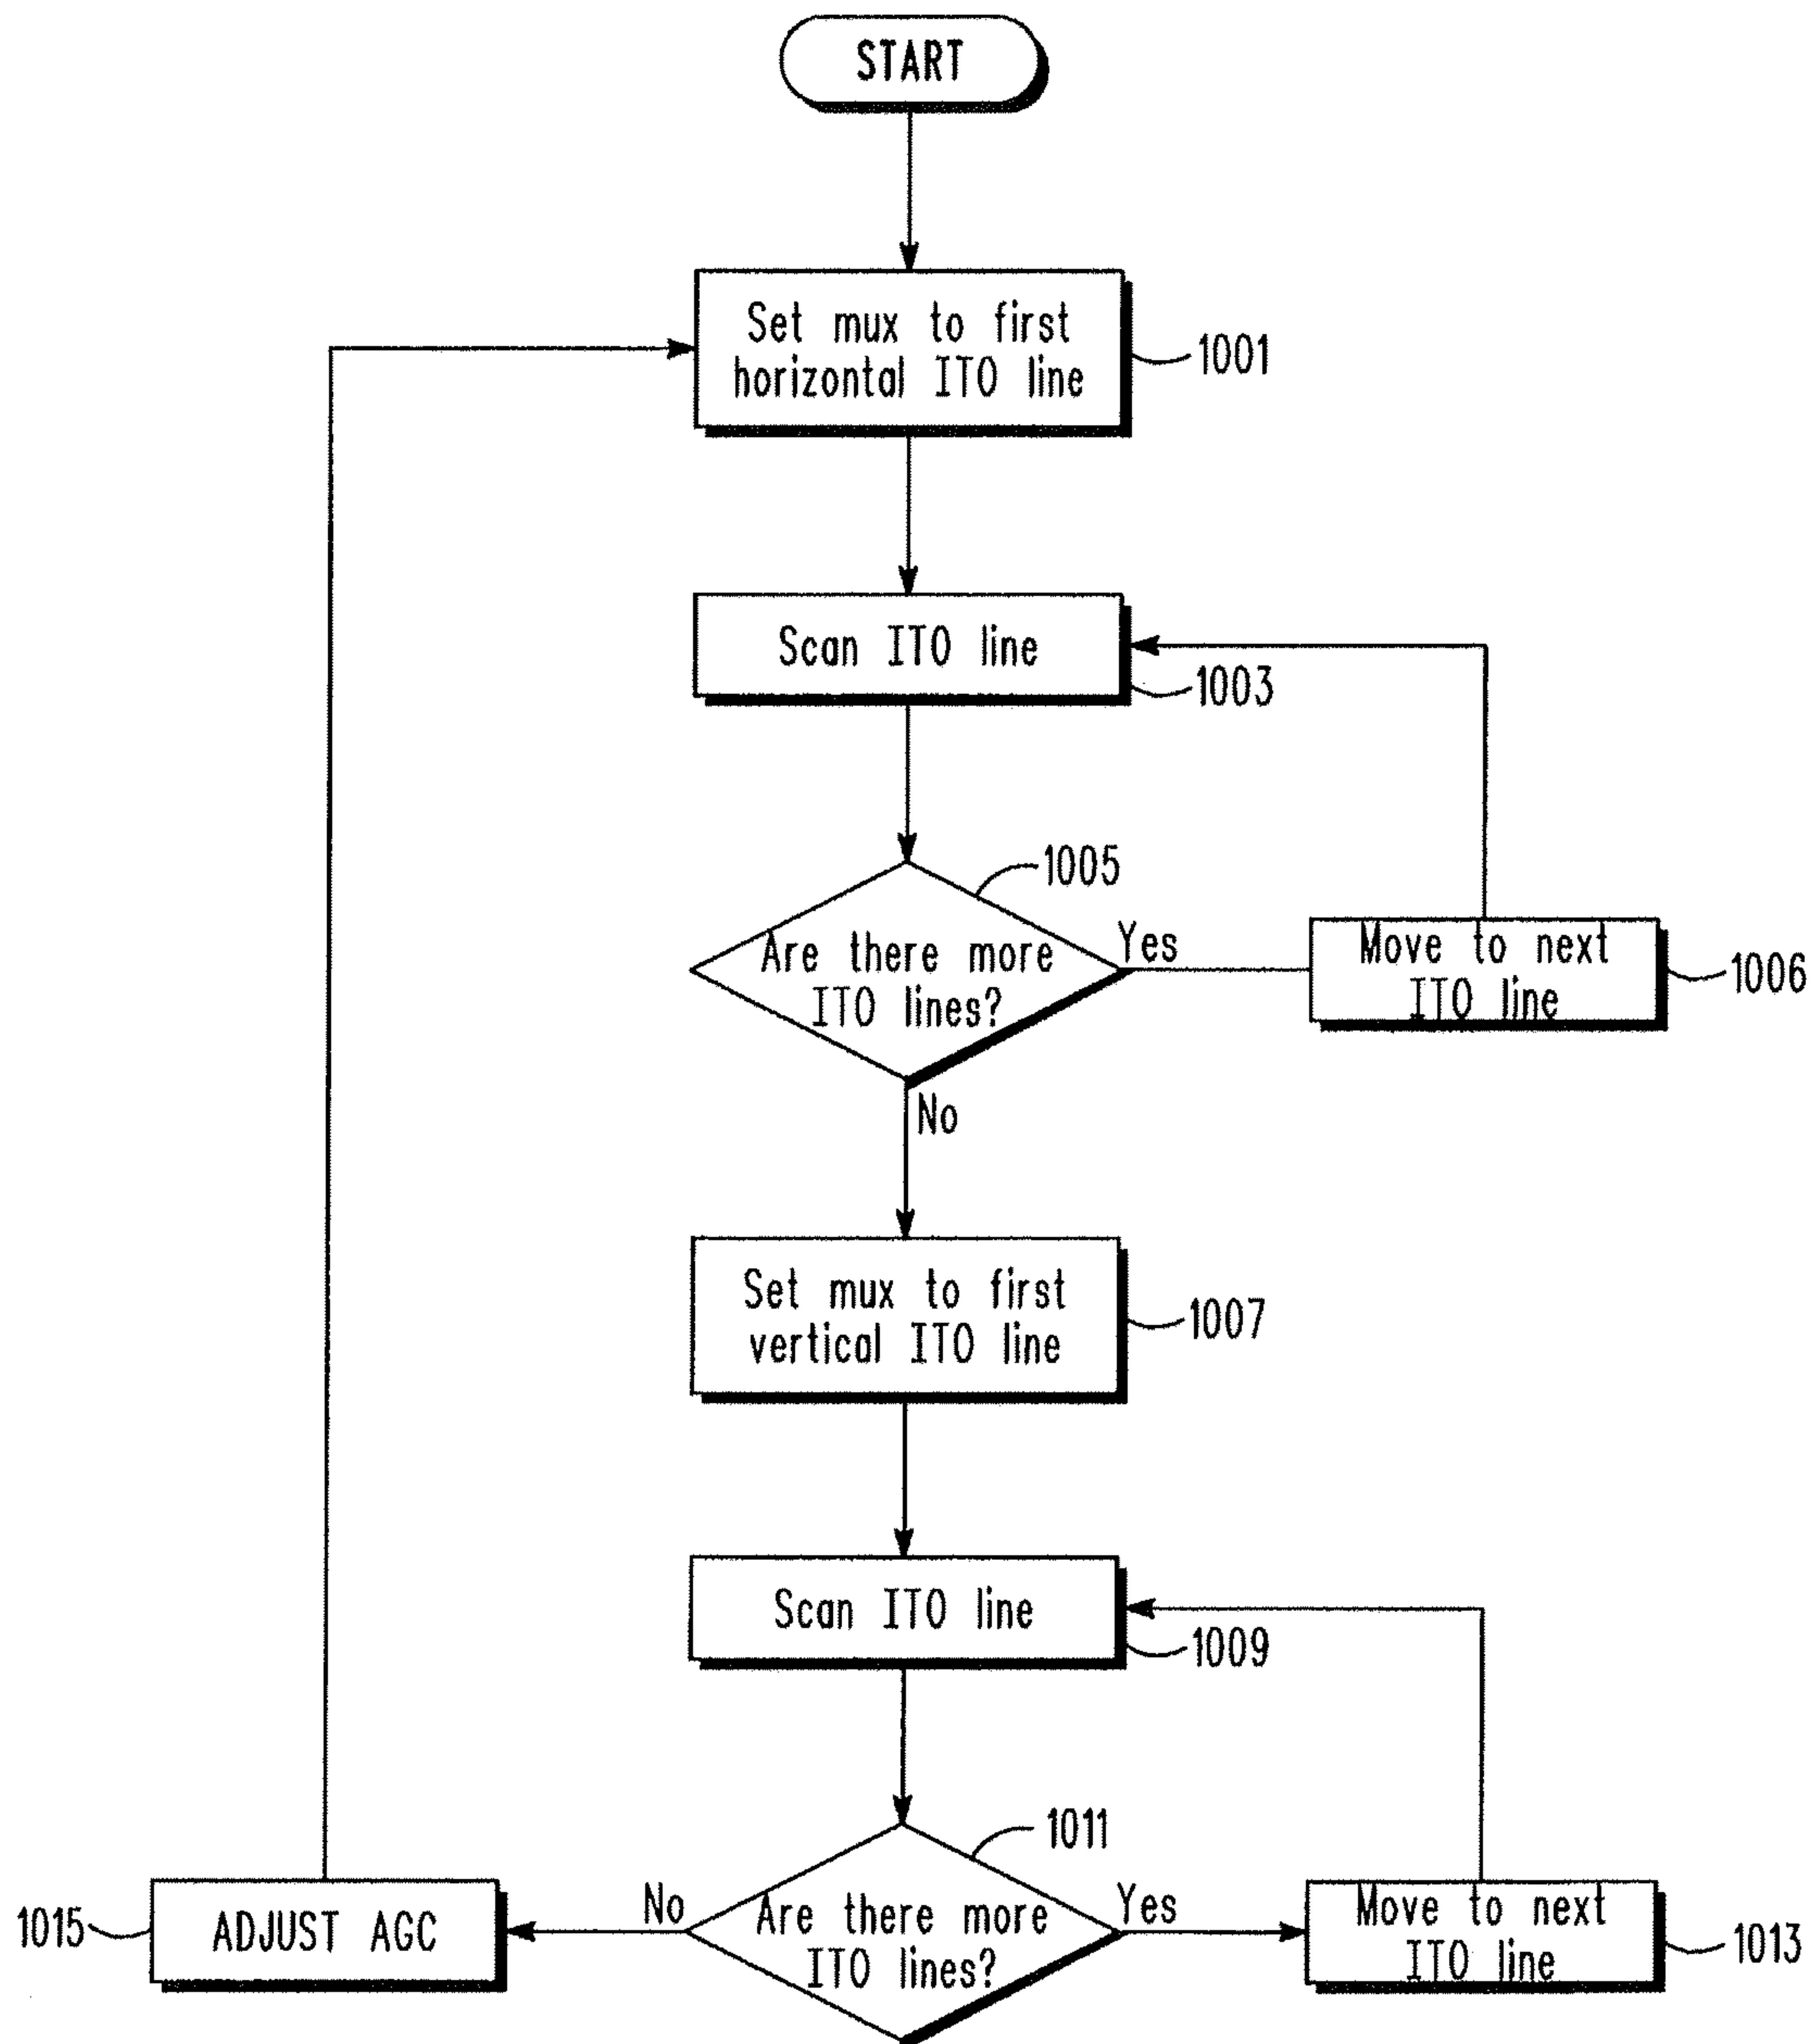 START
Set mux to first
horizontal ITO line
1001
Scan ITO line
1003
1005
Are there more
ITO lines?
Yes
Move to next
ITO line
1006
No
Set mux to first
vertical ITO line
1007
Scan ITO line
1009
1011
Are there more
ITO lines?
Yes
Move to next
ITO line
1013
No
ADJUST AGC
1015